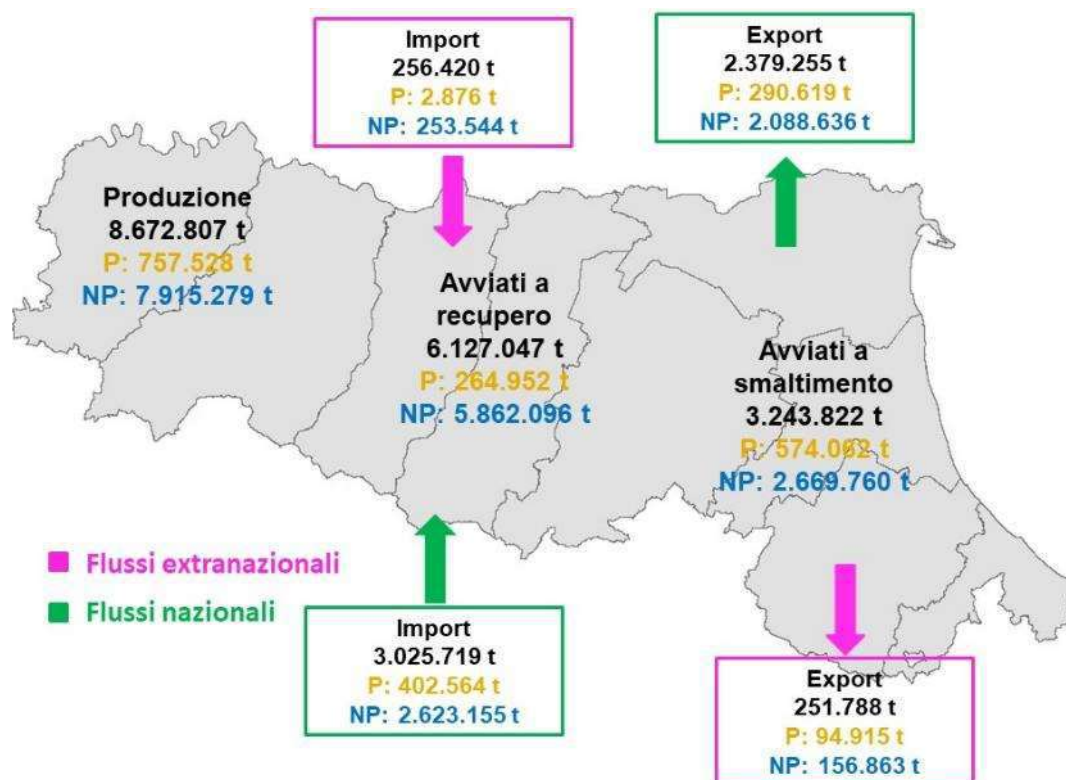 Import
256.420 t
P: 2.876 t
NP: 253.544 t
Export
2.379.255 t
P: 290.619 t
NP: 2.088.636 t
Produzione
8.672.807 t
P: 757.528 t
NP: 7.915.279 t
Avviati a
recupero
6.127.047 t
P: 264.952 t
NP: 5.862.096 t
Avviati a
smaltimento
3.243.822 t
P: 574.062 t
NP: 2.669.760 t
Flussi extranazionali
Flussi nazionali
Import
3.025.719 t
P: 402.564 t
NP: 2.623.155 t
Export
251.788 t
P: 94.915 t
NP: 156.863 t